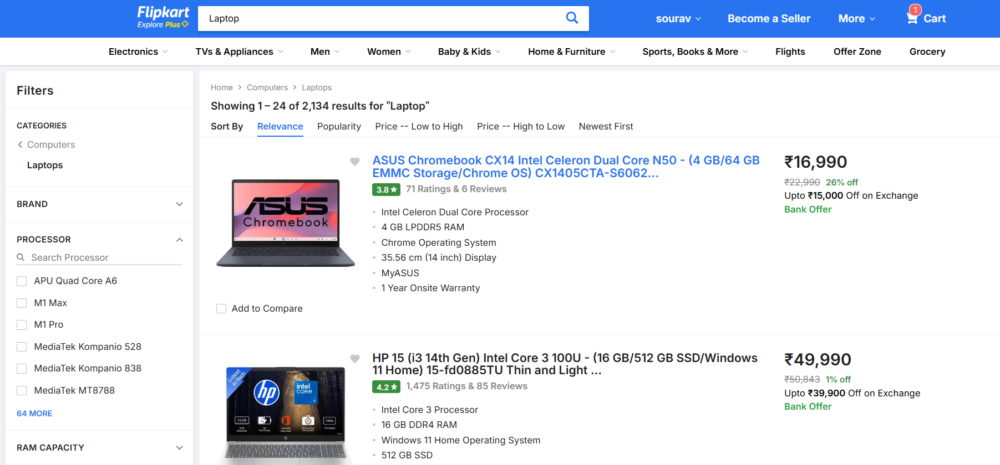 Flipkart
Explore Plus
Laptop
sourav
Become a Seller
More
1
Cart
Electronics
TVs & Appliances
Men
Women
Baby & Kids
Home & Furniture
Sports, Books & More
Flights
Offer Zone
Grocery
Filters
CATEGORIES
Computers
Laptops
BRAND
PROCESSOR
Search Processor
APU Quad Core A6
M1 Max
M1 Pro
MediaTek Kompanio 528
MediaTek Kompanio 838
MediaTek MT8788
64 MORE
RAM CAPACITY
Home > Computers > Laptops
Showing 1 – 24 of 2,134 results for "Laptop"
Sort By Relevance Popularity Price -- Low to High Price -- High to Low Newest First
ASUS
Chromebook
Add to Compare
ASUS Chromebook CX14 Intel Celeron Dual Core N50 - (4 GB/64 GB
EMMC Storage/Chrome OS) CX1405CTA-S6062...
3.8 ★ 71 Ratings & 6 Reviews
Intel Celeron Dual Core Processor
4 GB LPDDR5 RAM
Chrome Operating System
35.56 cm (14 inch) Display
MyASUS
1 Year Onsite Warranty
₹16,990
₹22,990 26% off
Upto ₹15,000 Off on Exchange
Bank Offer
Latest
in-Tech
hp
intel
CORE
3
16 GB
1080p
HP 15 (i3 14th Gen) Intel Core 3 100U - (16 GB/512 GB SSD/Windows
11 Home) 15-fd0885TU Thin and Light ...
4.2 ★ 1,475 Ratings & 85 Reviews
Intel Core 3 Processor
16 GB DDR4 RAM
Windows 11 Home Operating System
512 GB SSD
₹49,990
₹50,843 1% off
Upto ₹39,900 Off on Exchange
Bank Offer